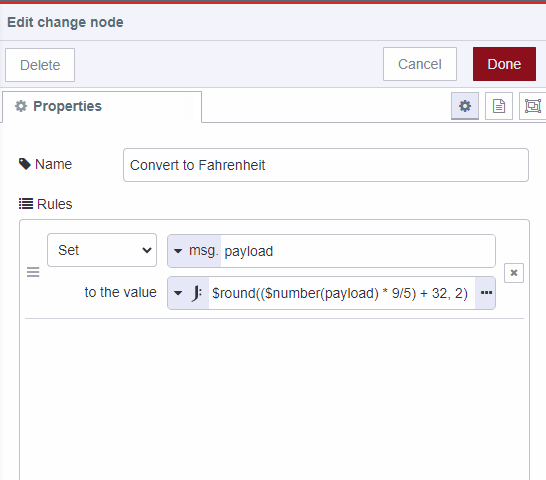 Edit change node
Delete
Cancel
Done
Properties
Name
Convert to Fahrenheit
Rules
Set
msg. payload
to the value
J: $round(($number(payload) * 9/5) + 32, 2)